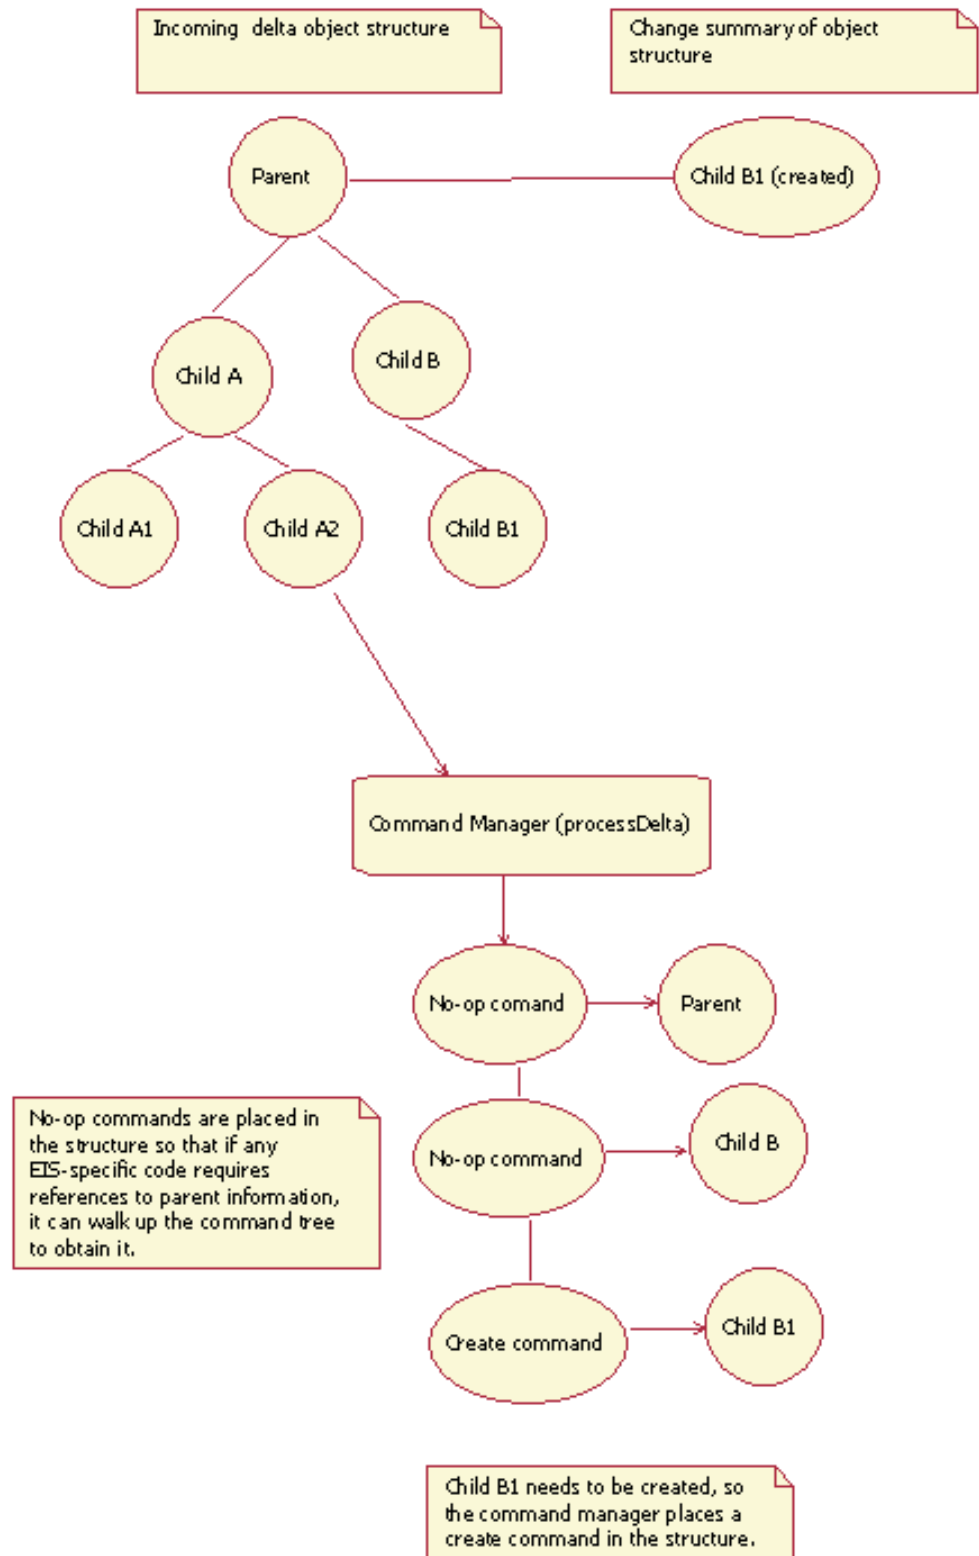 Incoming delta object structure
Change summary of object
structure
Parent
Child B1 (created)
Child A
Child B
Child A1
Child A2
Child B1
Command Manager (processDelta)
No-op comand
Parent
No-op commands are placed in
the structure so that if any
EIS-specific code requires
references to parent information,
it can walk up the command tree
to obtain it.
No-op command
Child B
Create command
Child B1
Child B1 needs to be created, so
the command manager places a
create command in the structure.